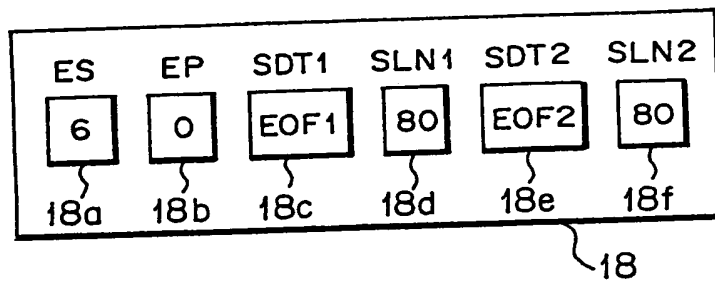 ES EP SDT1 SLN1 SDT2 SLN2
6 0 EOF1 80 EOF2 80
18a 18b 18c 18d 18e 18f
18